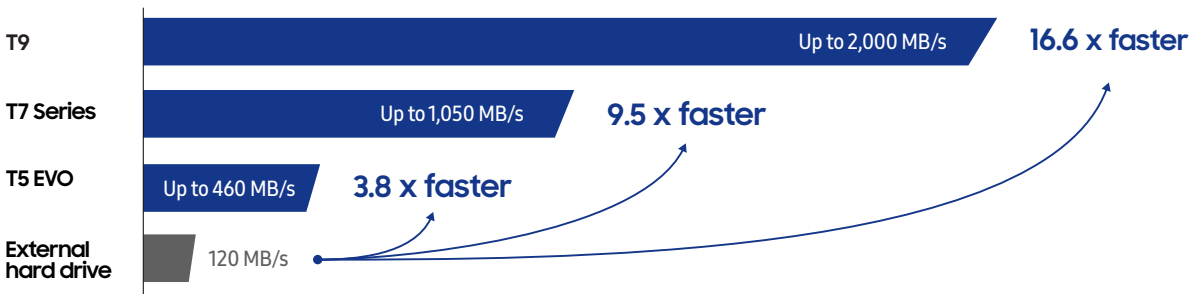 T9
Up to 2,000 MB/s
16.6 x faster
T7 Series
Up to 1,050 MB/s
9.5 x faster
T5 EVO
Up to 460 MB/s
3.8 x faster
External
hard drive
120 MB/s